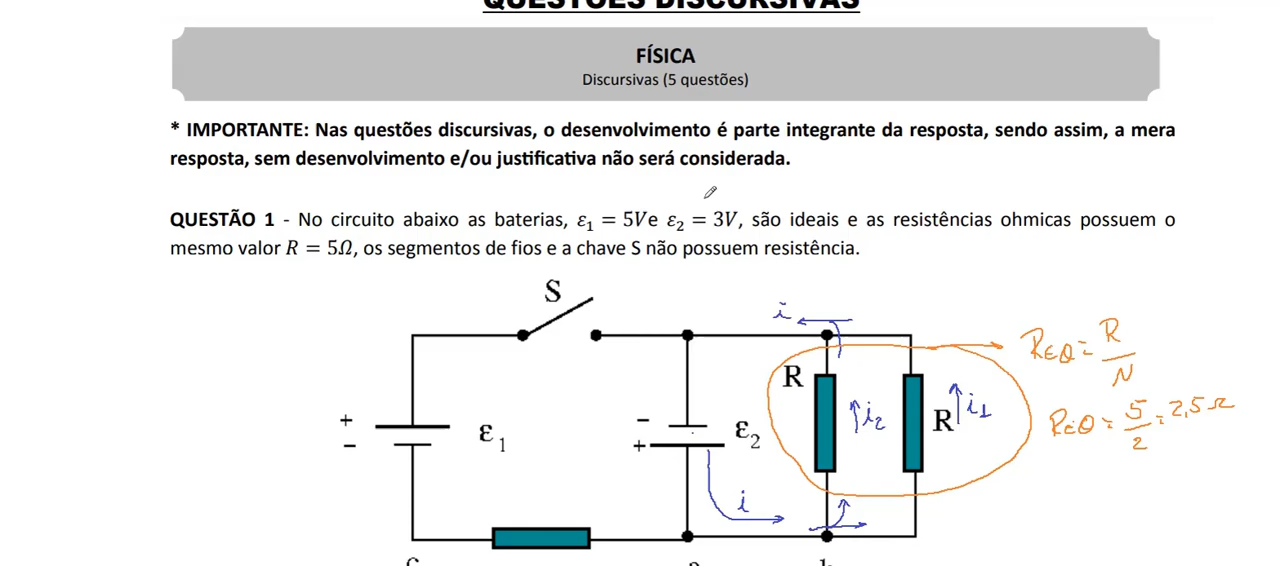 QUESTÕES DISCURSIVAS
FÍSICA
Discursivas (5 questões)
* IMPORTANTE: Nas questões discursivas, o desenvolvimento é parte integrante da resposta, sendo assim, a mera
resposta, sem desenvolvimento e/ou justificativa não será considerada.
QUESTÃO 1 - No circuito abaixo as baterias, ε₁ = 5V e ε₂ = 3V, são ideais e as resistências ohmicas possuem o
mesmo valor R = 5Ω, os segmentos de fios e a chave S não possuem resistência.
S
i
R
REQ = R/N
+
- ε₁
-
+ ε₂
i₂
R i₁
REQ = 5/2 = 2,5 Ω
i